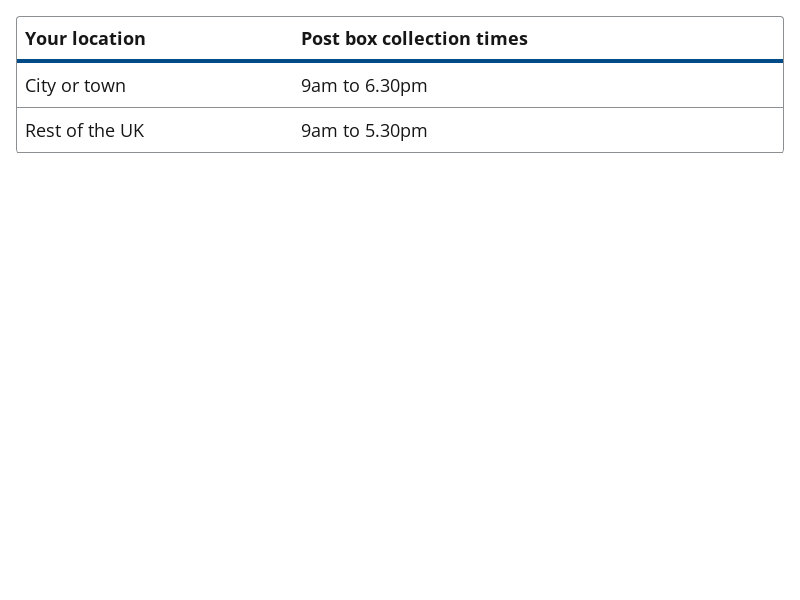 Your location Post box collection times
City or town 9am to 6.30pm
Rest of the UK 9am to 5.30pm